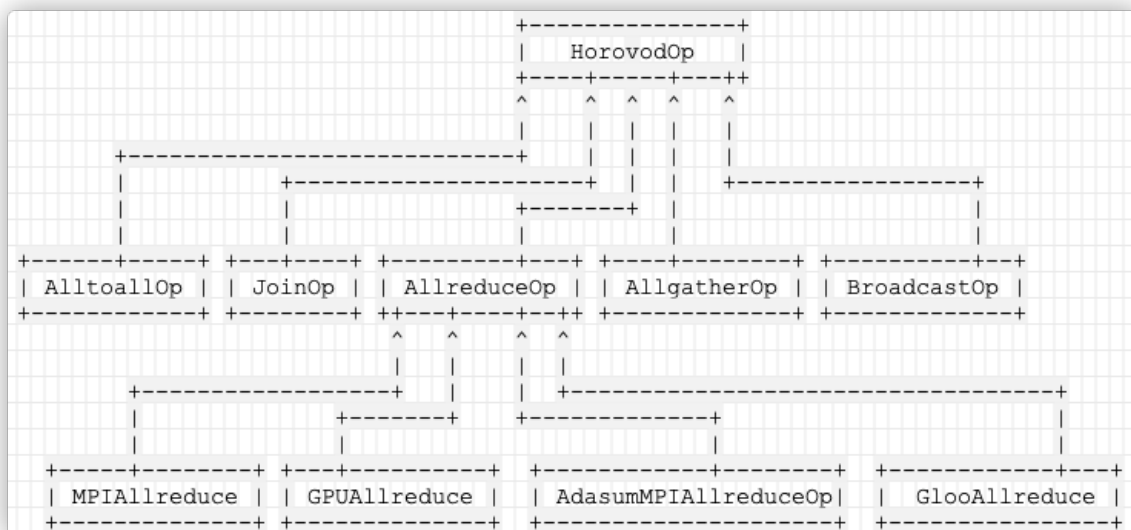 HorovodOp
AlltoallOp JoinOp AllreduceOp AllgatherOp BroadcastOp
MPIAllreduce GPUAllreduce AdasumMPIAllreduceOp GlooAllreduce